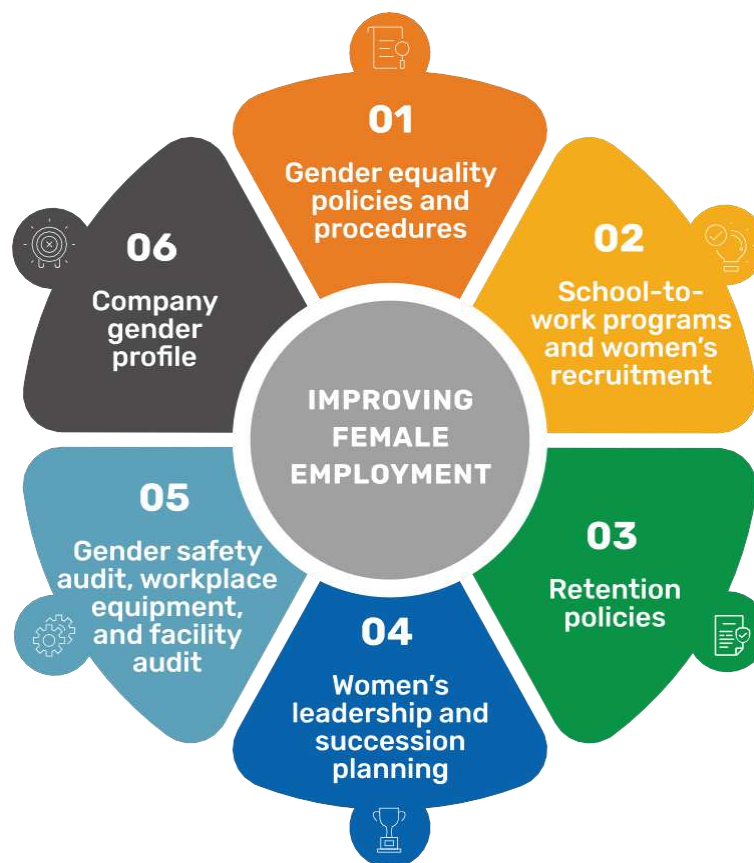 01
Gender equality
policies and
procedures
02
School-to-
work programs
and women’s
recruitment
03
Retention
policies
04
Women’s
leadership and
succession
planning
05
Gender safety
audit, workplace
equipment,
and facility
audit
06
Company
gender
profile
IMPROVING
FEMALE
EMPLOYMENT